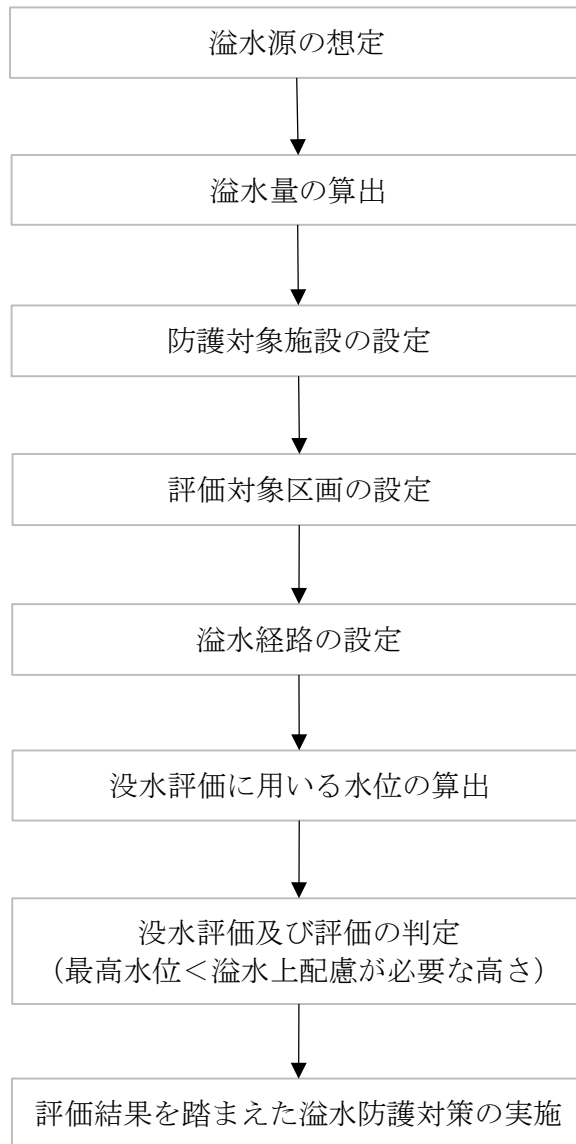 溢水源の想定
溢水量の算出
防護対象施設の設定
評価対象区画の設定
溢水経路の設定
没水評価に用いる水位の算出
没水評価及び評価の判定
（最高水位＜溢水上配慮が必要な高さ）
評価結果を踏まえた溢水防護対策の実施